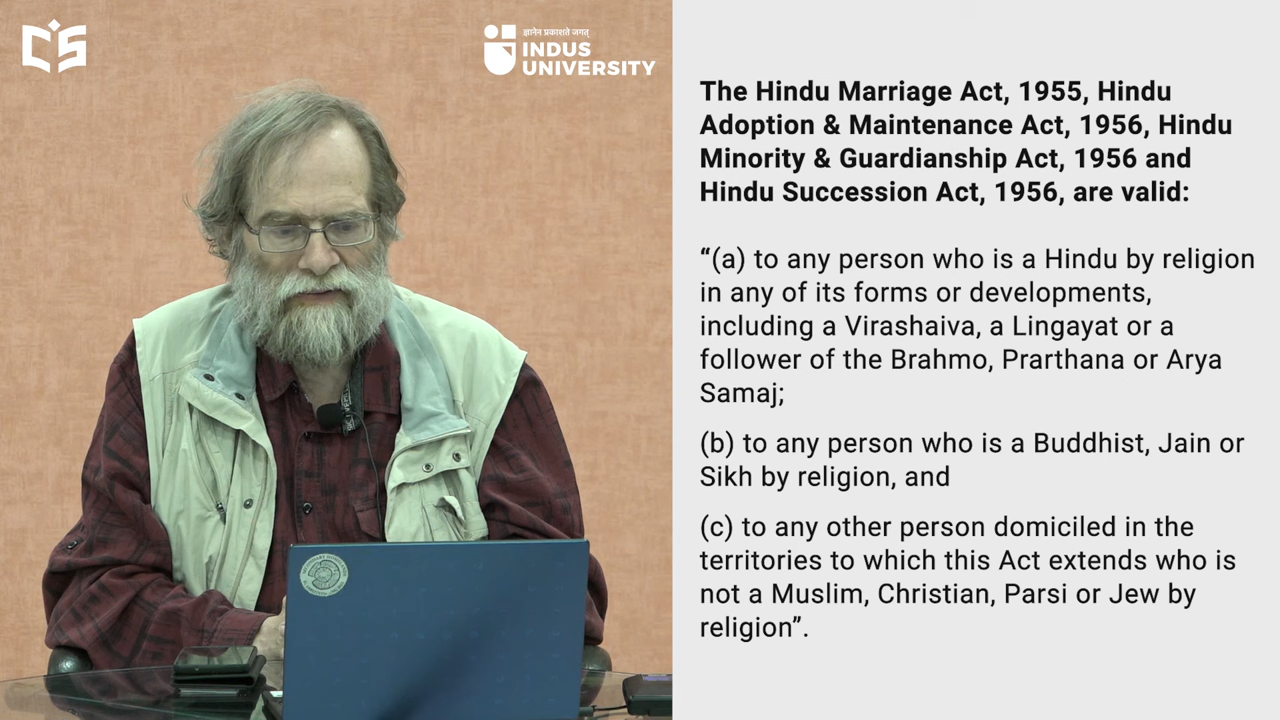 CIS
ज्ञानेन प्रकाशते जगत्
INDUS
UNIVERSITY
The Hindu Marriage Act, 1955, Hindu
Adoption & Maintenance Act, 1956, Hindu
Minority & Guardianship Act, 1956 and
Hindu Succession Act, 1956, are valid:
“(a) to any person who is a Hindu by religion
in any of its forms or developments,
including a Virashaiva, a Lingayat or a
follower of the Brahmo, Prarthana or Arya
Samaj;
(b) to any person who is a Buddhist, Jain or
Sikh by religion, and
(c) to any other person domiciled in the
territories to which this Act extends who is
not a Muslim, Christian, Parsi or Jew by
religion”.